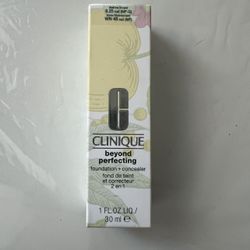 CLINIQUE
beyond
perfecting
foundation + concealer
fond de teint
et correcteur
2 en 1
1 FL.OZ.LIQ /
30 ml e